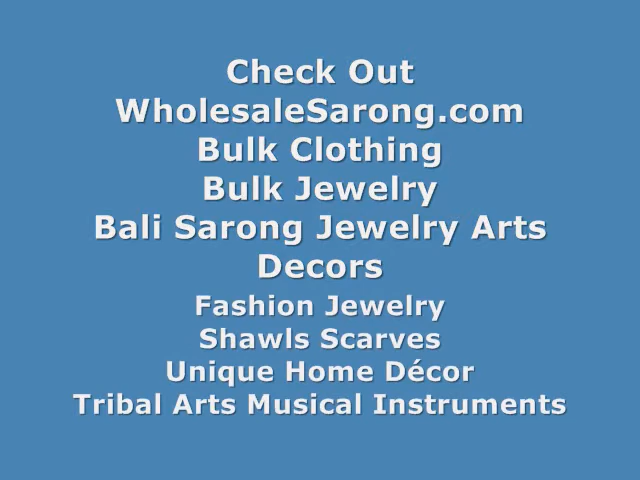 Check Out
WholesaleSarong.com
Bulk Clothing
Bulk Jewelry
Bali Sarong Jewelry Arts
Decors
Fashion Jewelry
Shawls Scarves
Unique Home Décor
Tribal Arts Musical Instruments